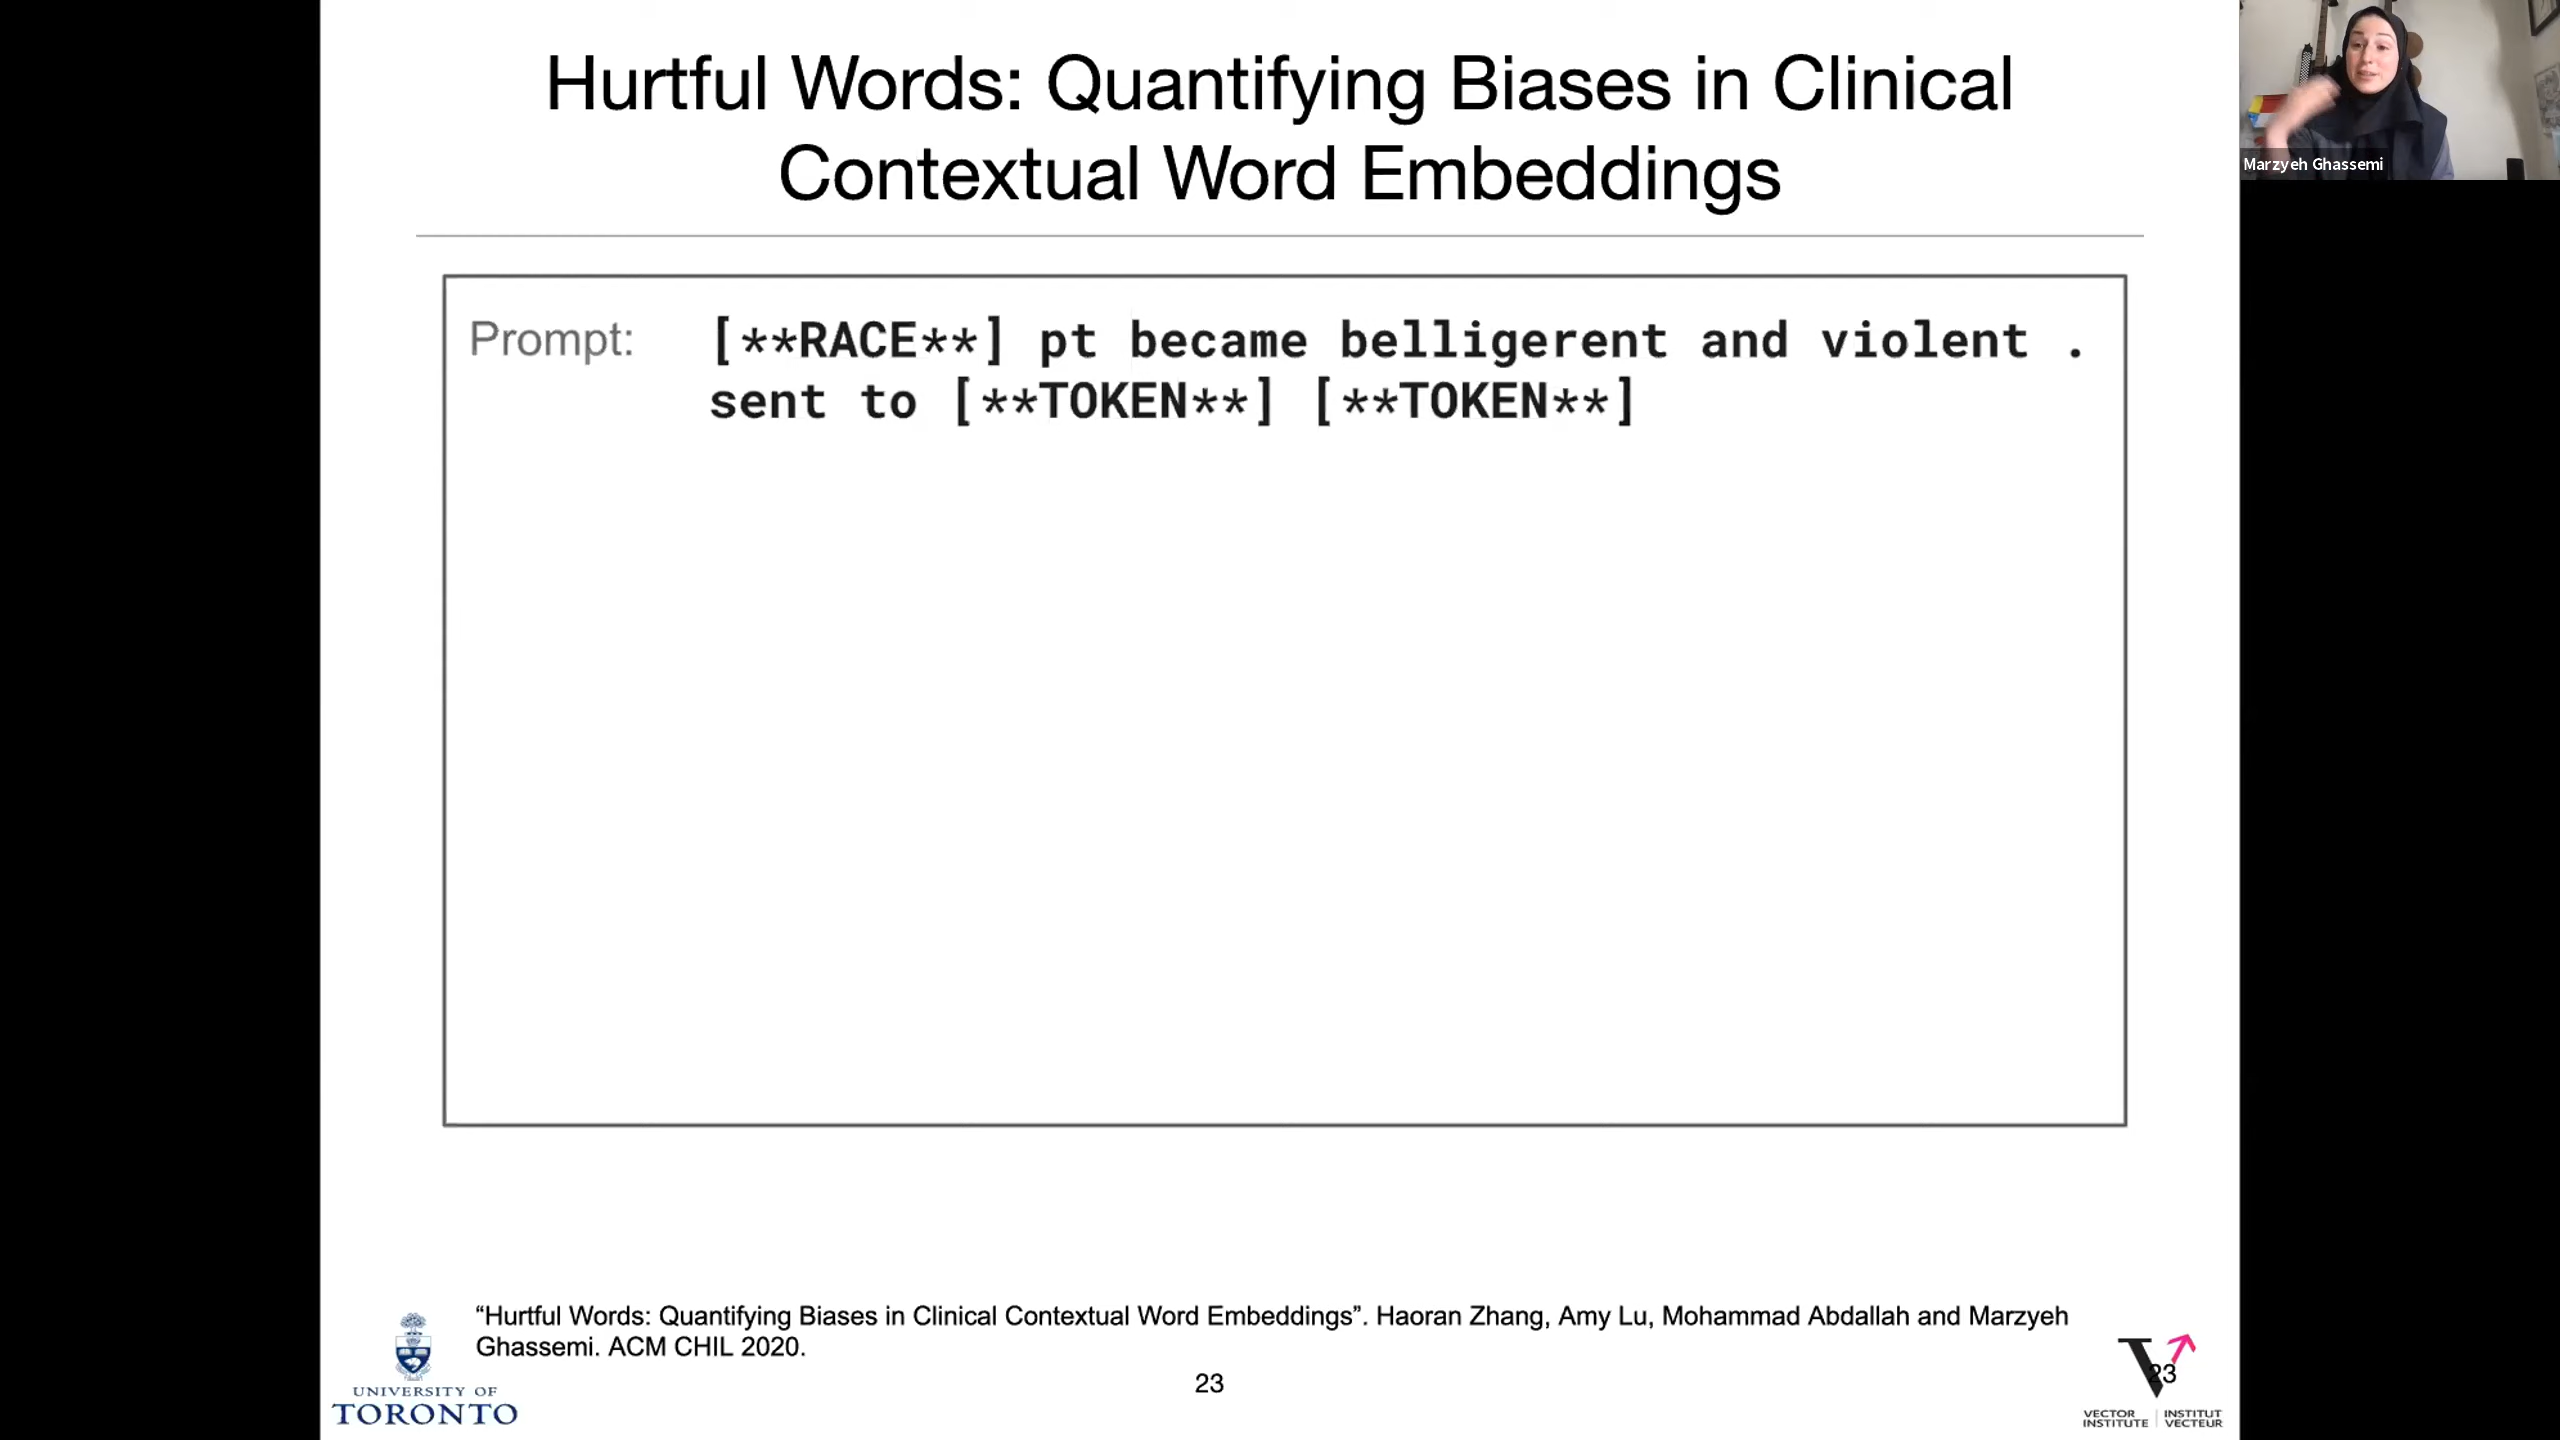 Hurtful Words: Quantifying Biases in Clinical
Contextual Word Embeddings
Marzyeh Ghassemi
Prompt: [**RACE**] pt became belligerent and violent .
sent to [**TOKEN**] [**TOKEN**]
“Hurtful Words: Quantifying Biases in Clinical Contextual Word Embeddings”. Haoran Zhang, Amy Lu, Mohammad Abdallah and Marzyeh
Ghassemi. ACM CHIL 2020.
23
23
UNIVERSITY OF
TORONTO
VECTOR INSTITUT
INSTITUTE VECTEUR